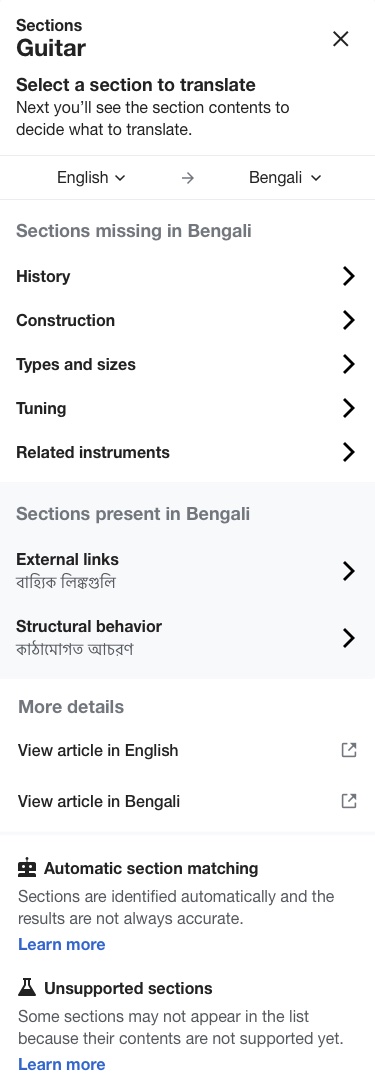 Sections
Guitar
Select a section to translate
Next you’ll see the section contents to
decide what to translate.
English → Bengali
Sections missing in Bengali
History
Construction
Types and sizes
Tuning
Related instruments
Sections present in Bengali
External links
বাহ্যিক লিঙ্কগুলি
Structural behavior
কাঠামোগত আচরণ
More details
View article in English
View article in Bengali
Automatic section matching
Sections are identified automatically and the
results are not always accurate.
Learn more
Unsupported sections
Some sections may not appear in the list
because their contents are not supported yet.
Learn more